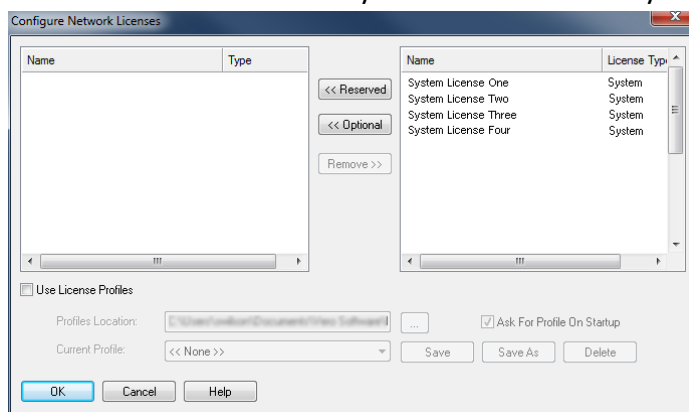 Configure Network Licenses
Name Type
<< Reserved
<< Optional
Remove >>
Name License Typ
System License One System
System License Two System
System License Three System
System License Four System
Use License Profiles
Profiles Location:
...
Ask For Profile On Startup
Current Profile:
<< None >>
Save
Save As
Delete
OK
Cancel
Help